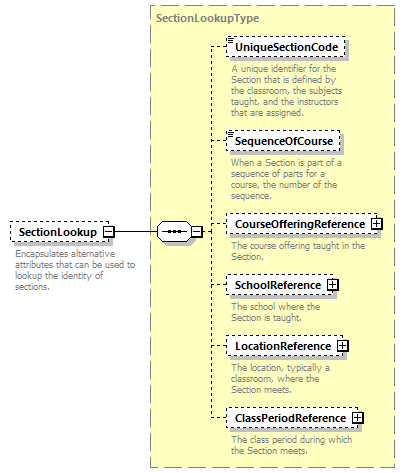 SectionLookupType
UniqueSectionCode
A unique identifier for the
Section that is defined by
the classroom, the subjects
taught, and the instructors
that are assigned.
SequenceOfCourse
When a Section is part of a
sequence of parts for a
course, the number of the
sequence.
CourseOfferingReference
The course offering taught in the
Section.
SectionLookup
Encapsulates alternative
attributes that can be used to
lookup the identity of
sections.
SchoolReference
The school where the
Section is taught.
LocationReference
The location, typically a
classroom, where the
Section meets.
ClassPeriodReference
The class period during which
the Section meets.